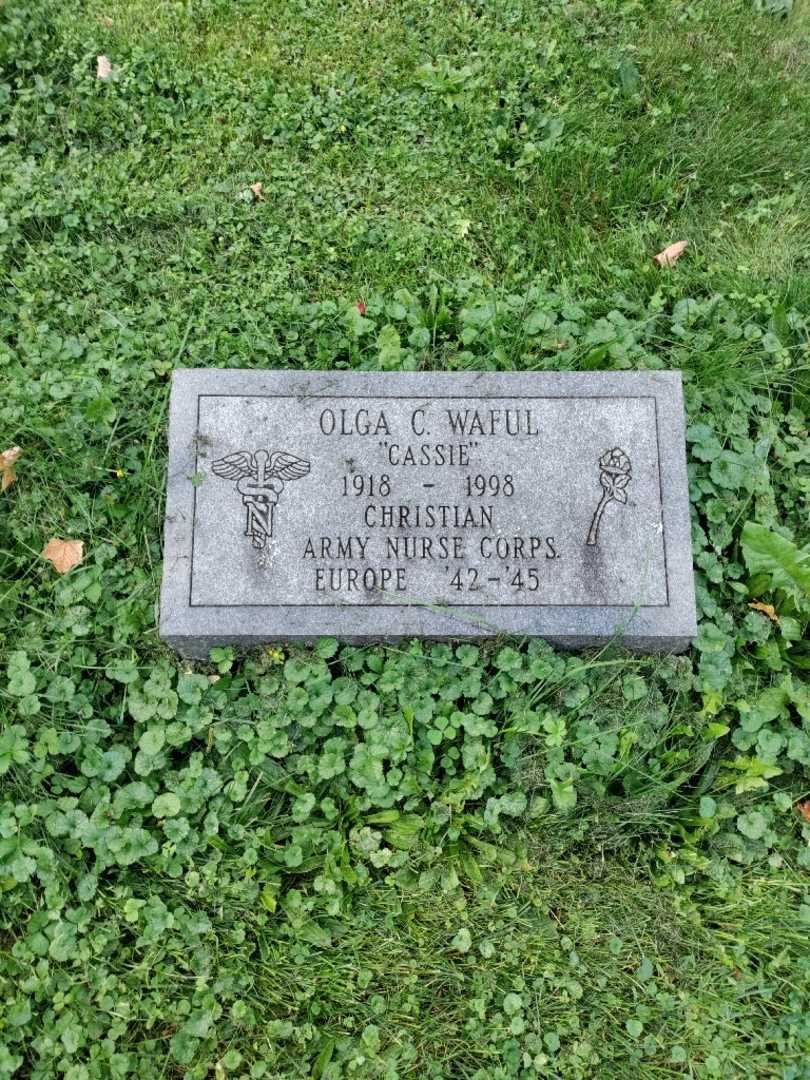 OLGA C. WAFUL
"CASSIE"
1918 - 1998
CHRISTIAN
ARMY NURSE CORPS.
EUROPE '42-'45
N